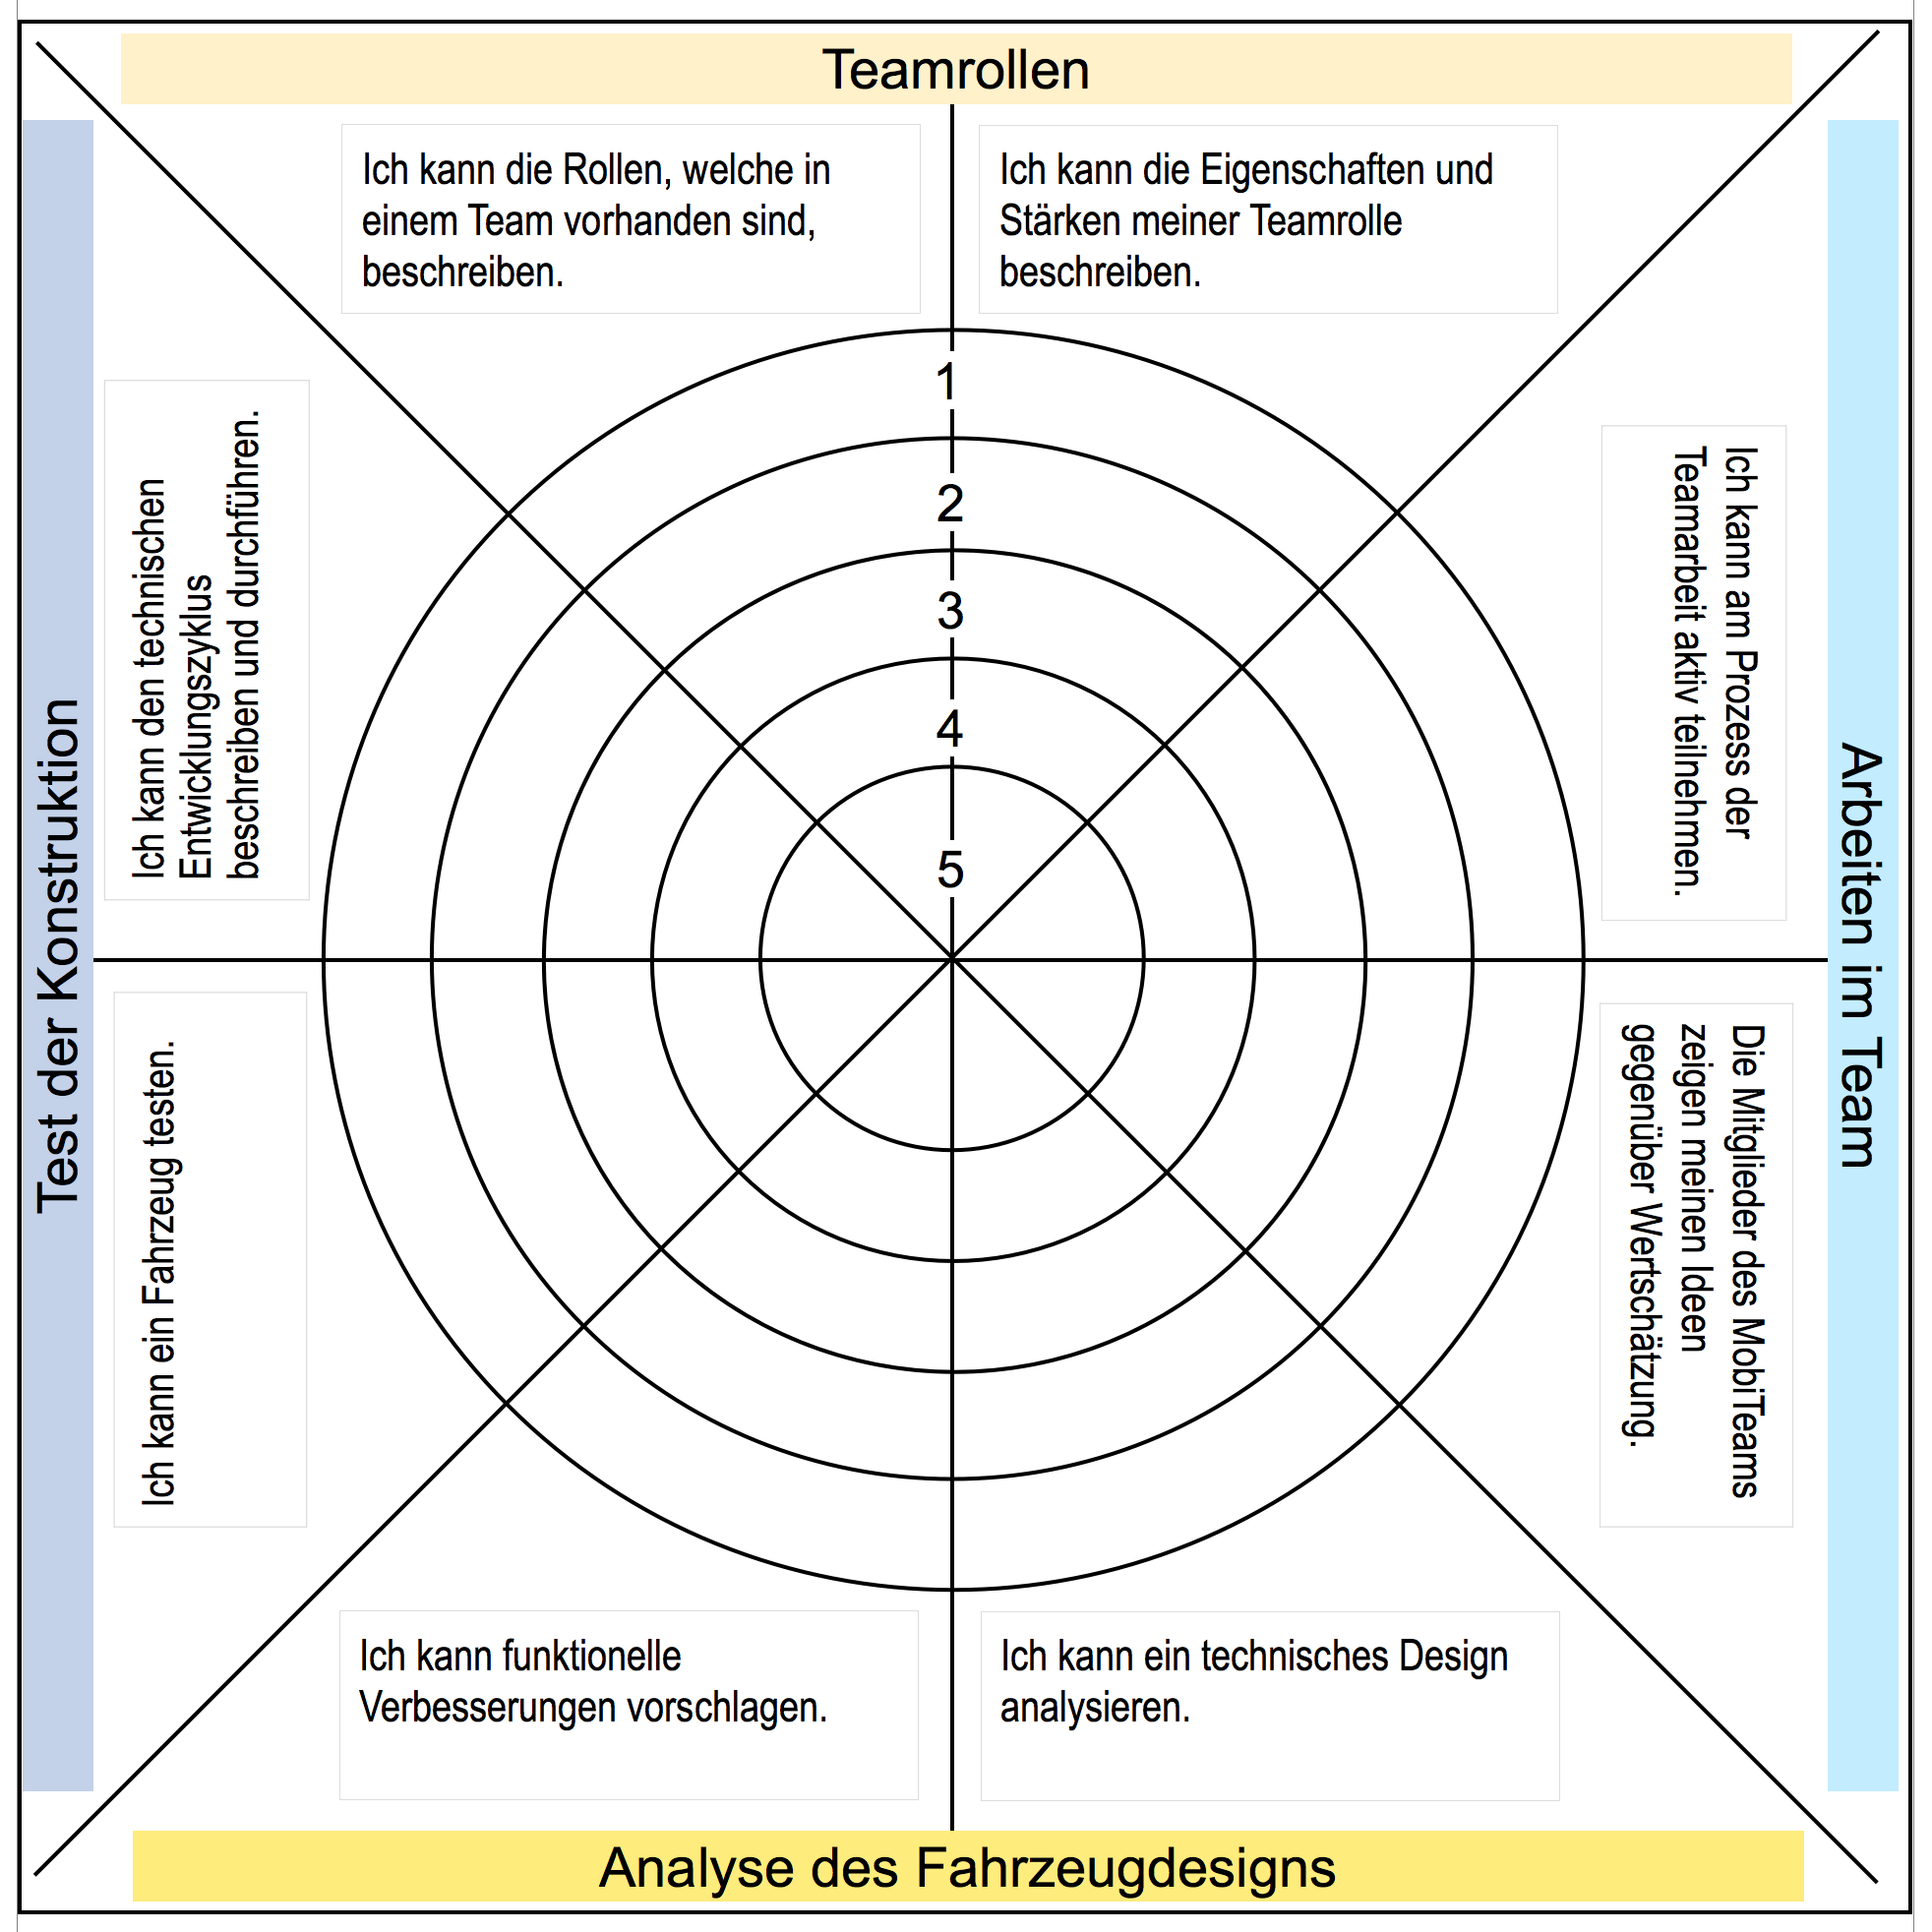 Teamrollen
Ich kann die Rollen, welche in
einem Team vorhanden sind,
beschreiben.
Ich kann die Eigenschaften und
Stärken meiner Teamrolle
beschreiben.
1
2
3
4
5
Test der Konstruktion
Ich kann den technischen
Entwicklungszyklus
beschreiben und durchführen.
Ich kann ein Fahrzeug testen.
Arbeiten im Team
Ich kann am Prozess der
Teamarbeit aktiv teilnehmen.
Die Mitglieder des MobiTeams
zeigen meinen Ideen
gegenüber Wertschätzung.
Ich kann funktionelle
Verbesserungen vorschlagen.
Ich kann ein technisches Design
analysieren.
Analyse des Fahrzeugdesigns